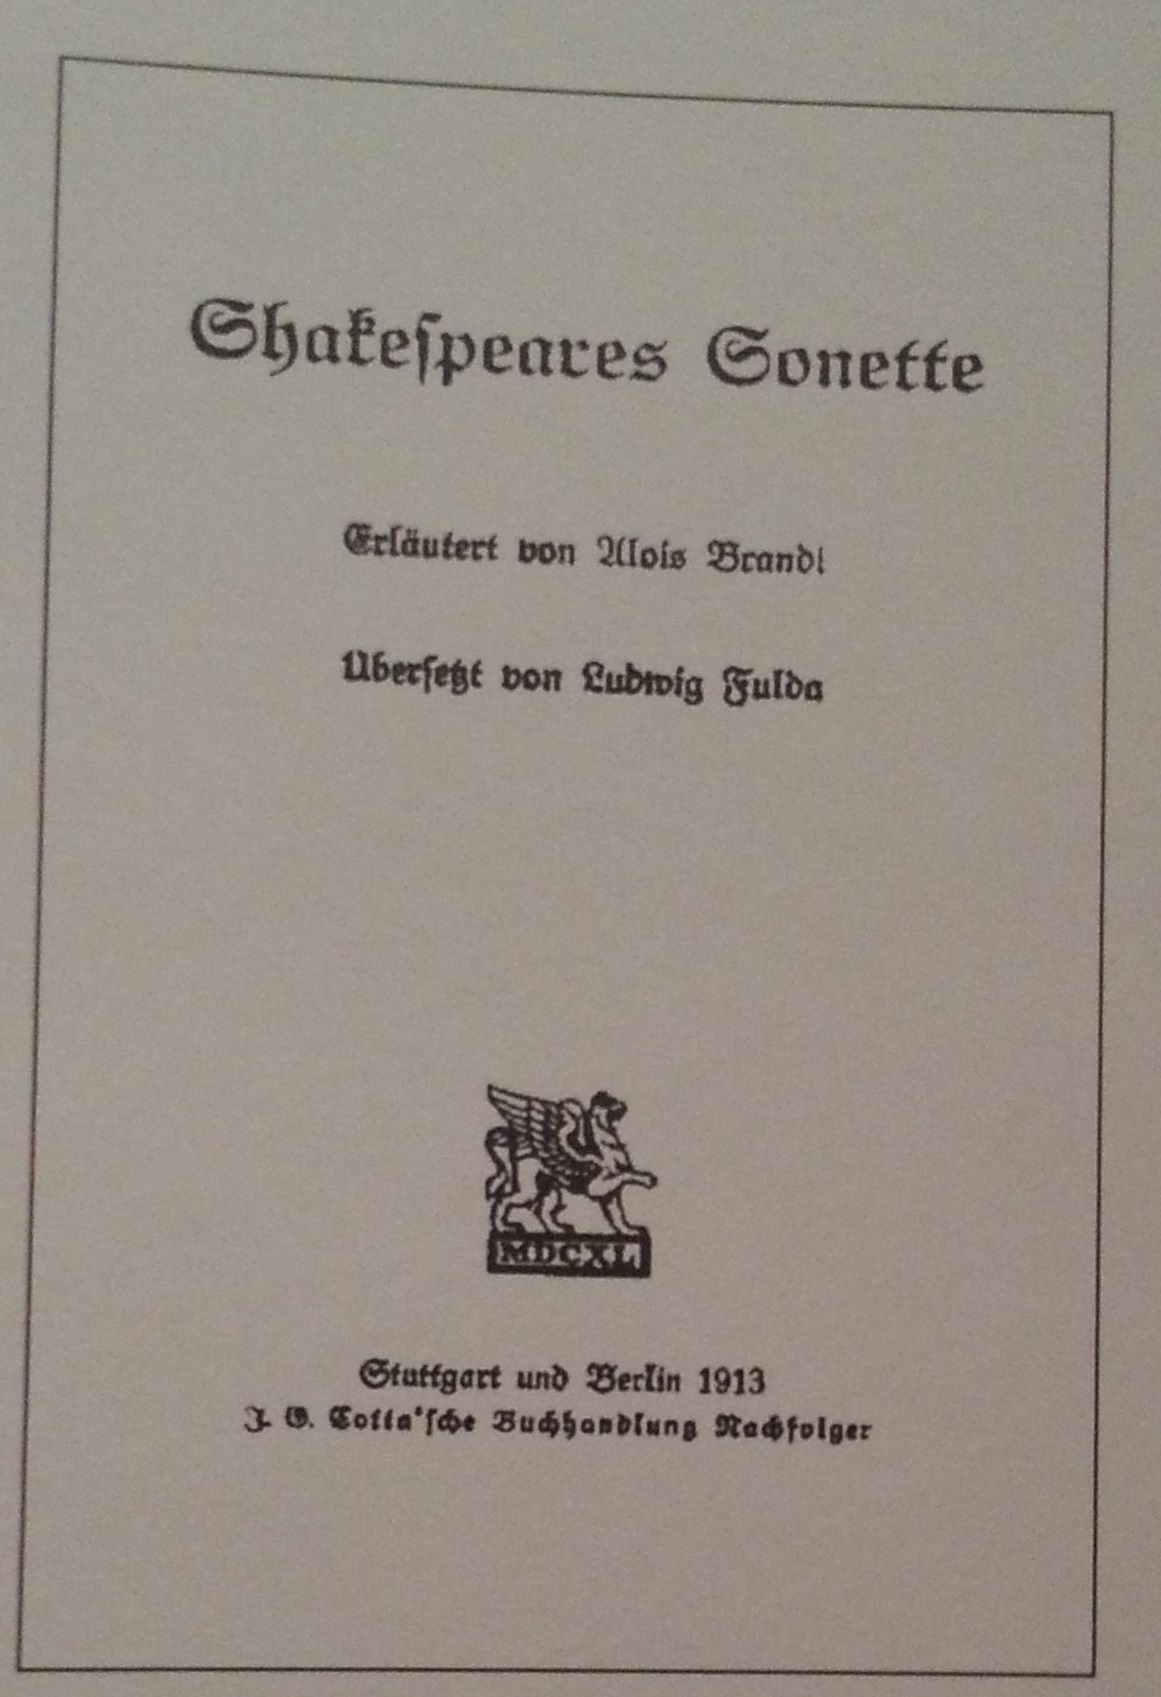 Shakeſpeares Sonette
Erläutert von Alois Brandl
Überſetzt von Ludwig Fulda
MDCXL
Stuttgart und Berlin 1913
J. G. Cotta'ſche Buchhandlung Nachfolger